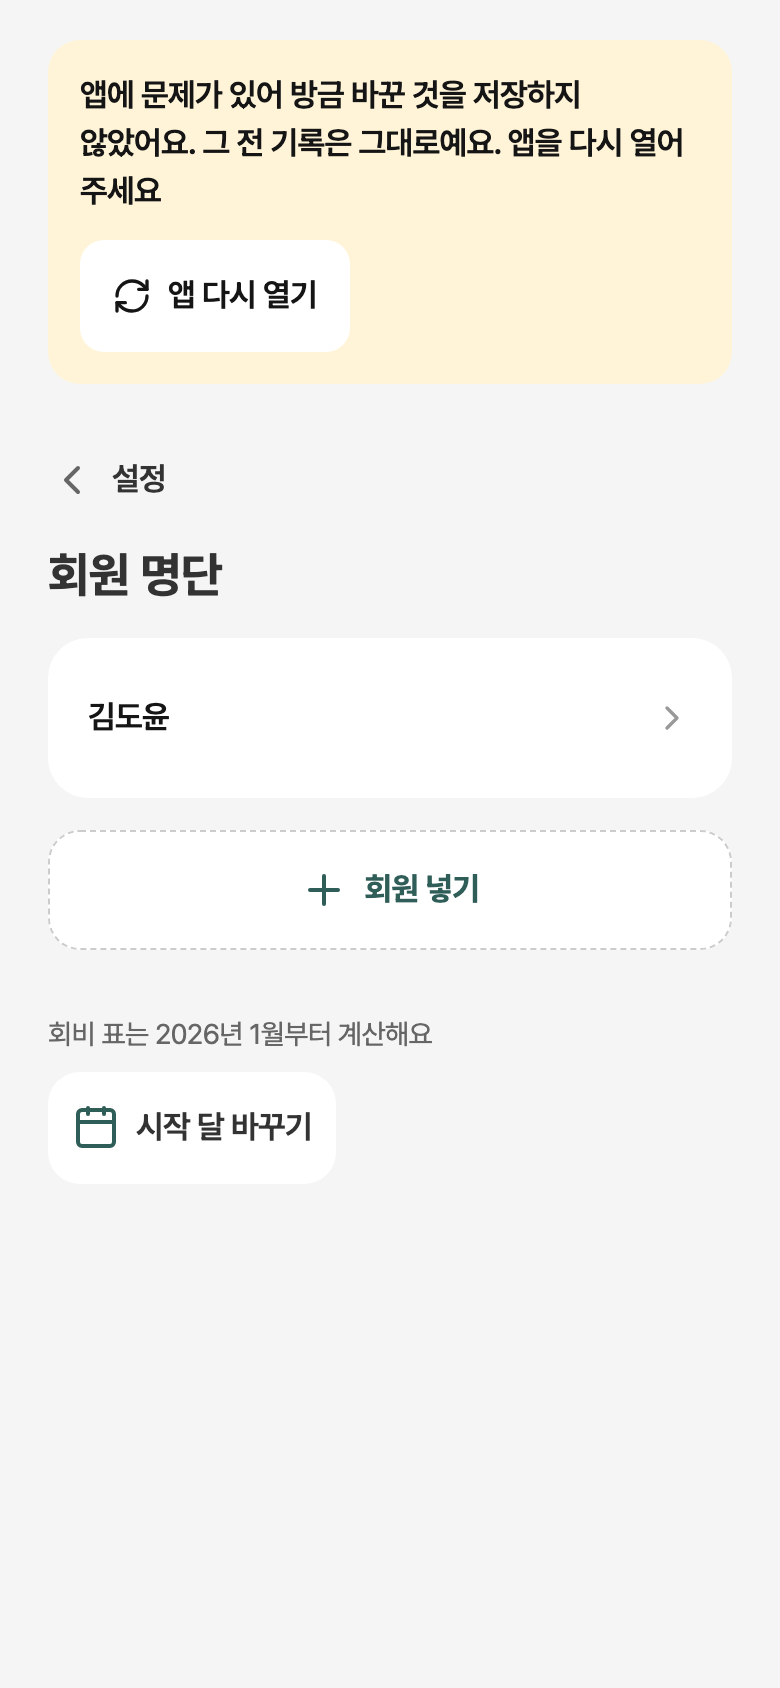 앱에 문제가 있어 방금 바꾼 것을 저장하지
않았어요. 그 전 기록은 그대로예요. 앱을 다시 열어
주세요
앱 다시 열기
설정
회원 명단
김도윤
회원 넣기
회비 표는 2026년 1월부터 계산해요
시작 달 바꾸기